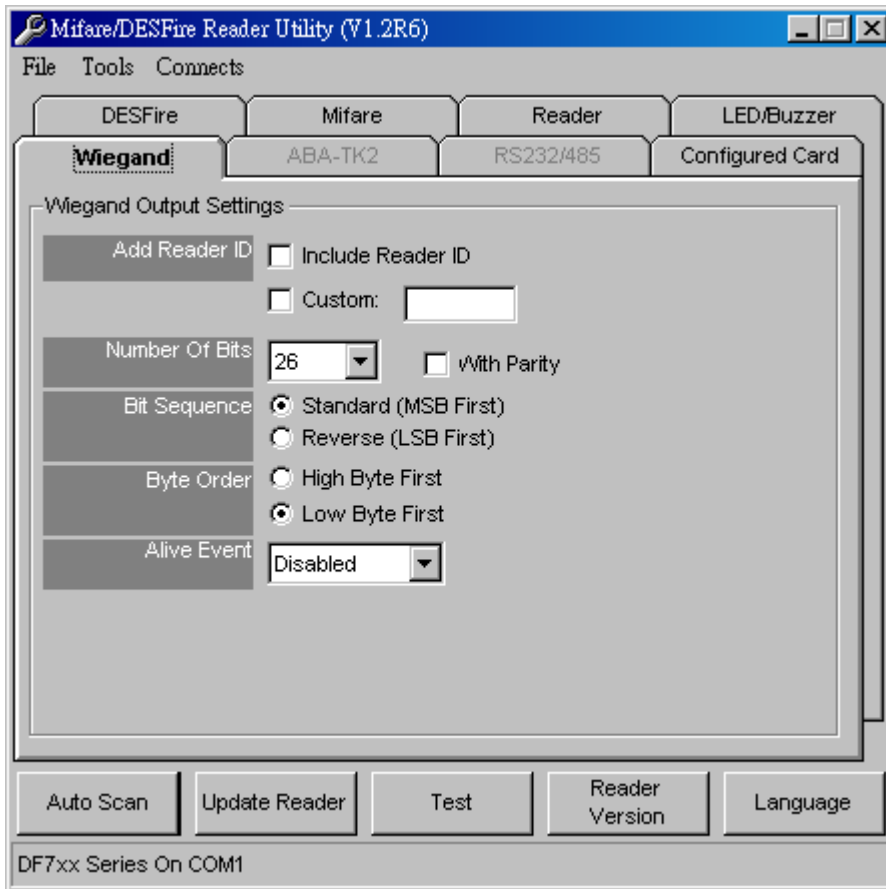 Mifare/DESFire Reader Utility (V1.2R6)
File Tools Connects
DESFire Mifare Reader LED/Buzzer
Wiegand ABA-TK2 RS232/485 Configured Card
Wiegand Output Settings
Add Reader ID Include Reader ID
Custom:
Number Of Bits 26 With Parity
Bit Sequence Standard (MSB First)
Reverse (LSB First)
Byte Order High Byte First
Low Byte First
Alive Event Disabled
Auto Scan Update Reader Test Reader Version Language
DF7xx Series On COM1